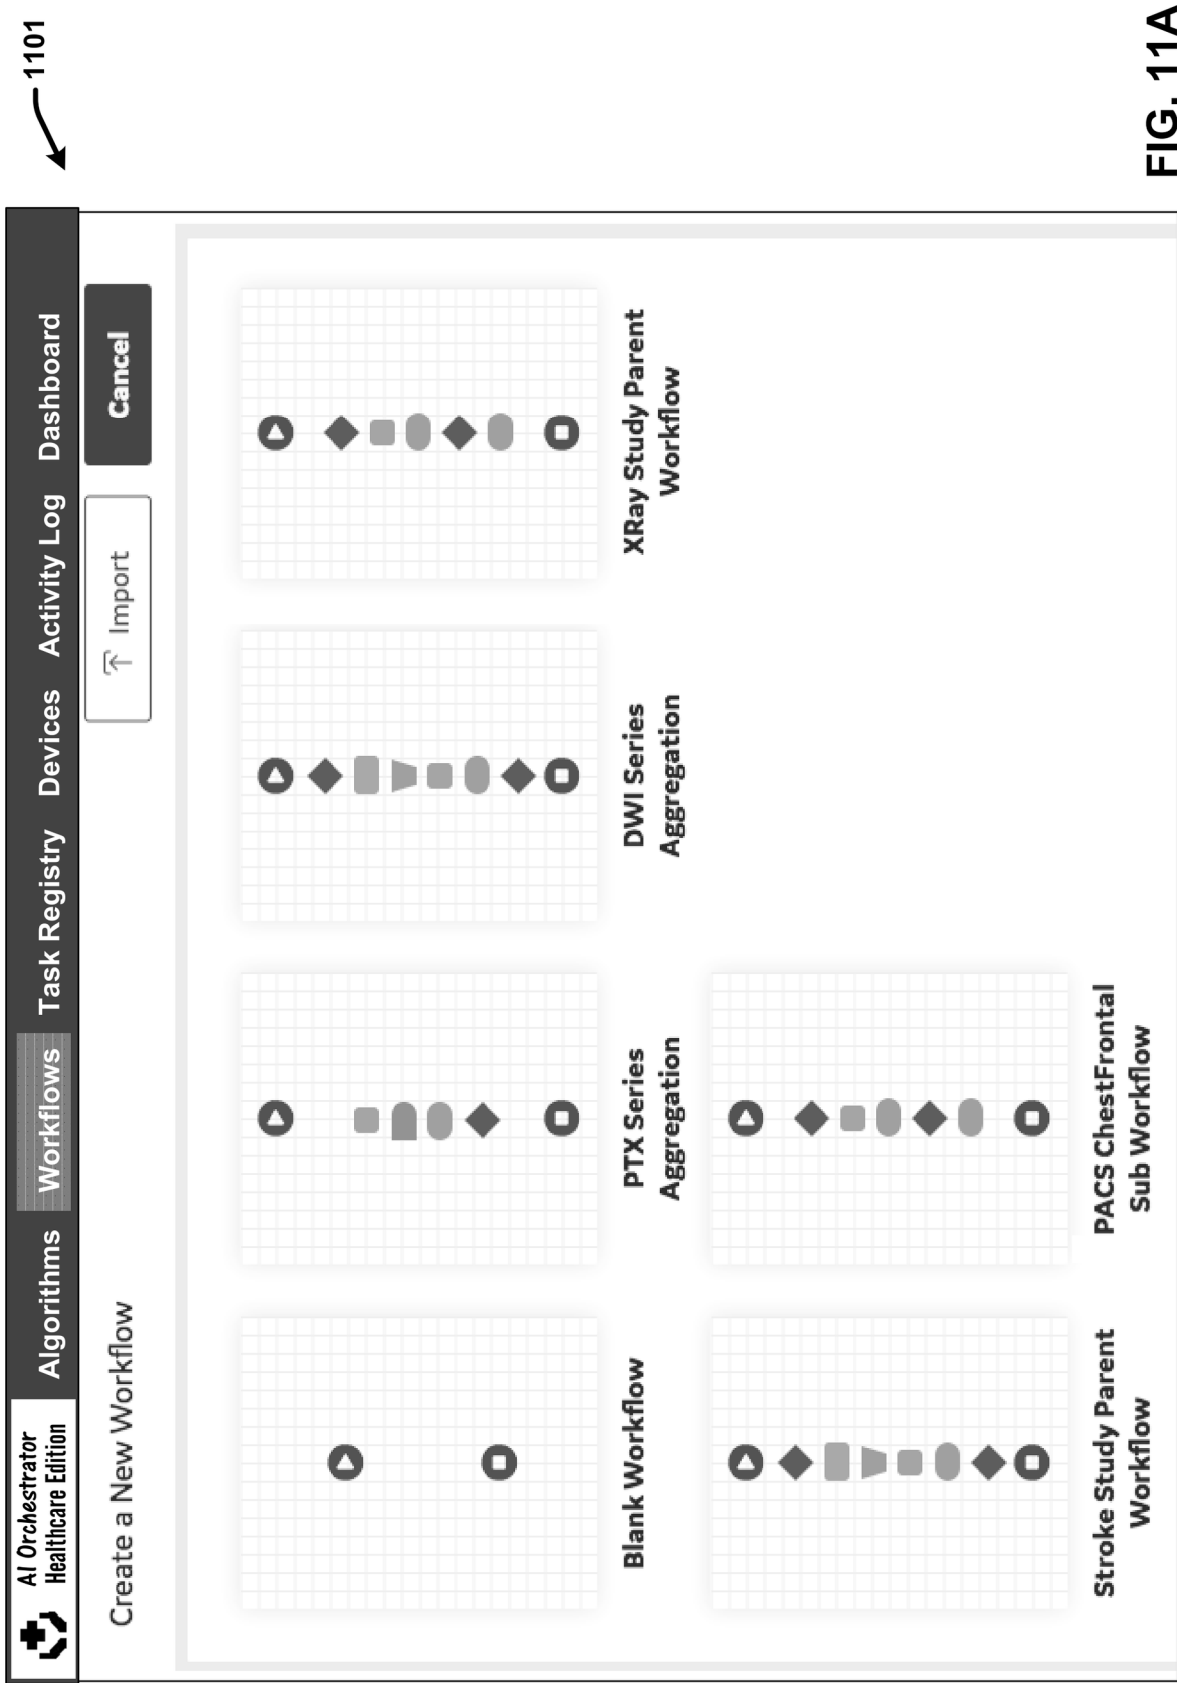 1101
AI Orchestrator
Healthcare Edition
Algorithms Workflows Task Registry Devices Activity Log Dashboard
Create a New Workflow
Import
Cancel
Blank Workflow
PTX Series
Aggregation
DWI Series
Aggregation
XRay Study Parent
Workflow
Stroke Study Parent
Workflow
PACS ChestFrontal
Sub Workflow
FIG. 11A